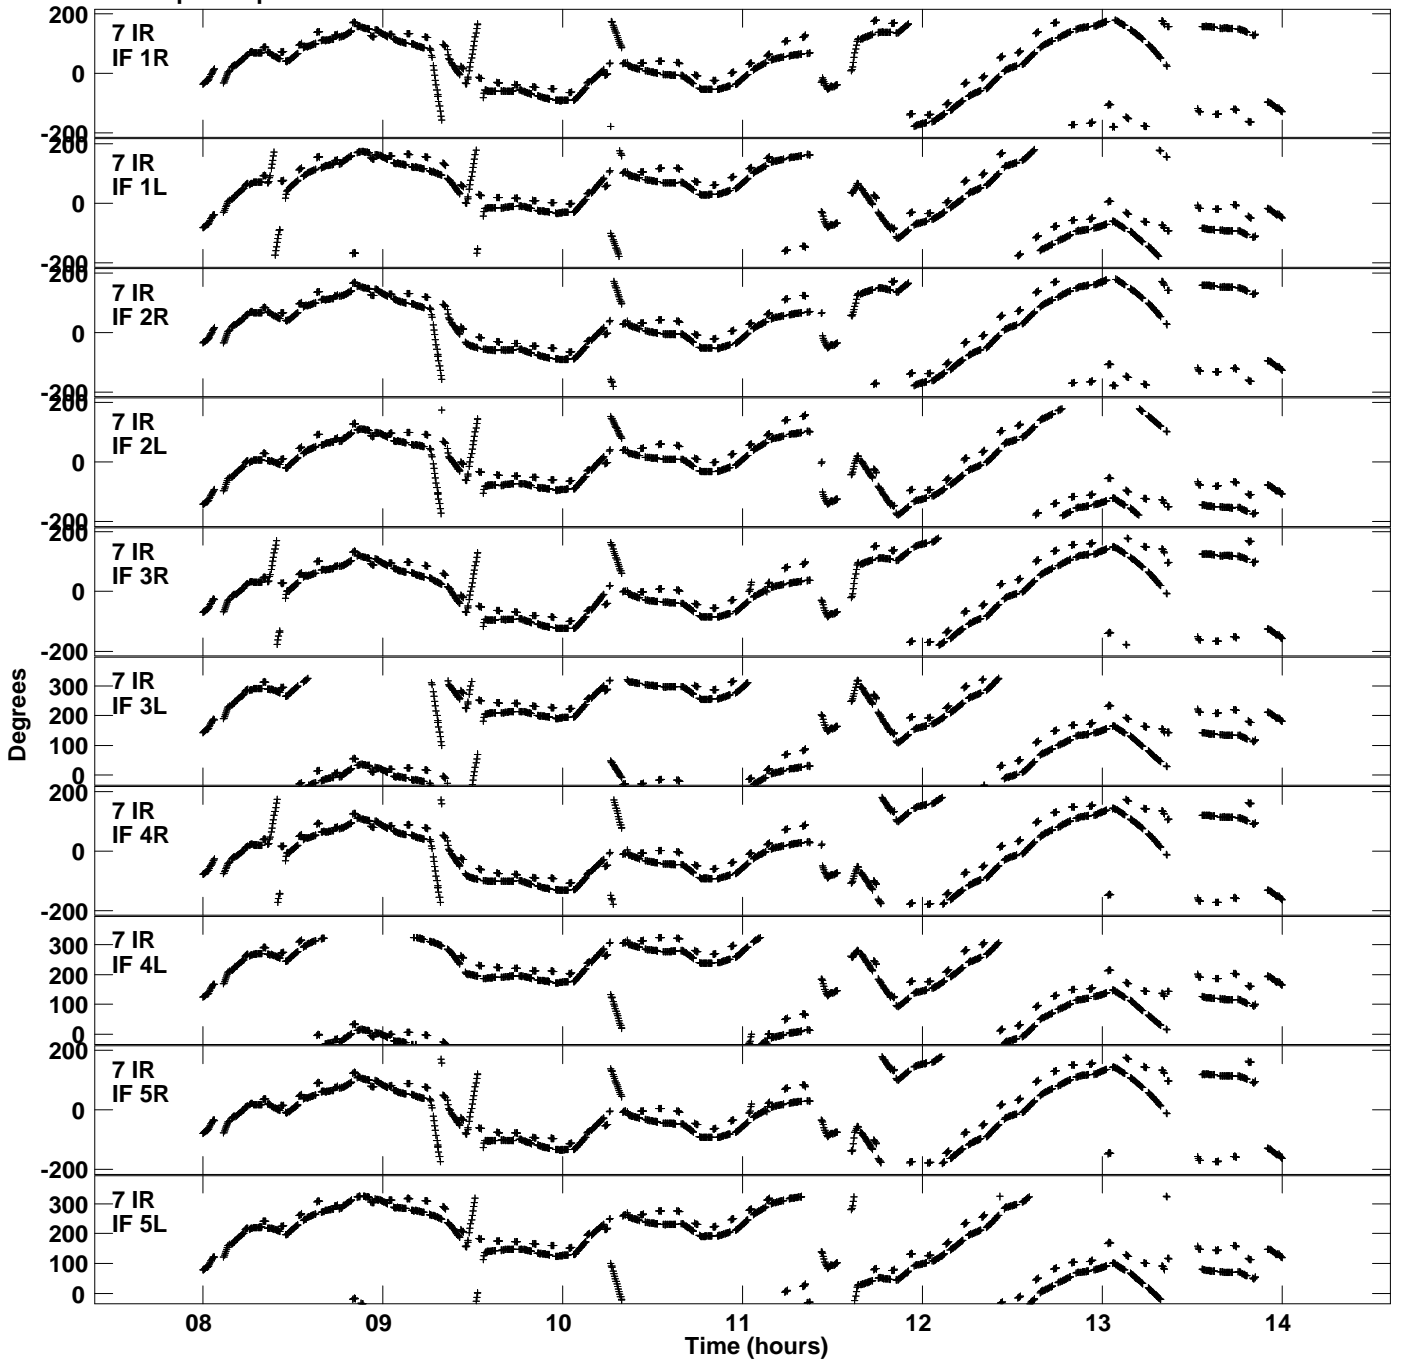 200
7 IR
IF 1R
0
-200
200
7 IR
IF 1L
0
-200
200
7 IR
IF 2R
0
-200
200
7 IR
IF 2L
0
-200
200
7 IR
IF 3R
0
-200
7 IR
300
IF 3L
200
100
0
200
7 IR
IF 4R
0
-200
7 IR
300
IF 4L
200
100
0
200
7 IR
IF 5R
0
-200
7 IR
300
IF 5L
200
100
0
Degrees
08 09 10 11 12 13 14
Time (hours)